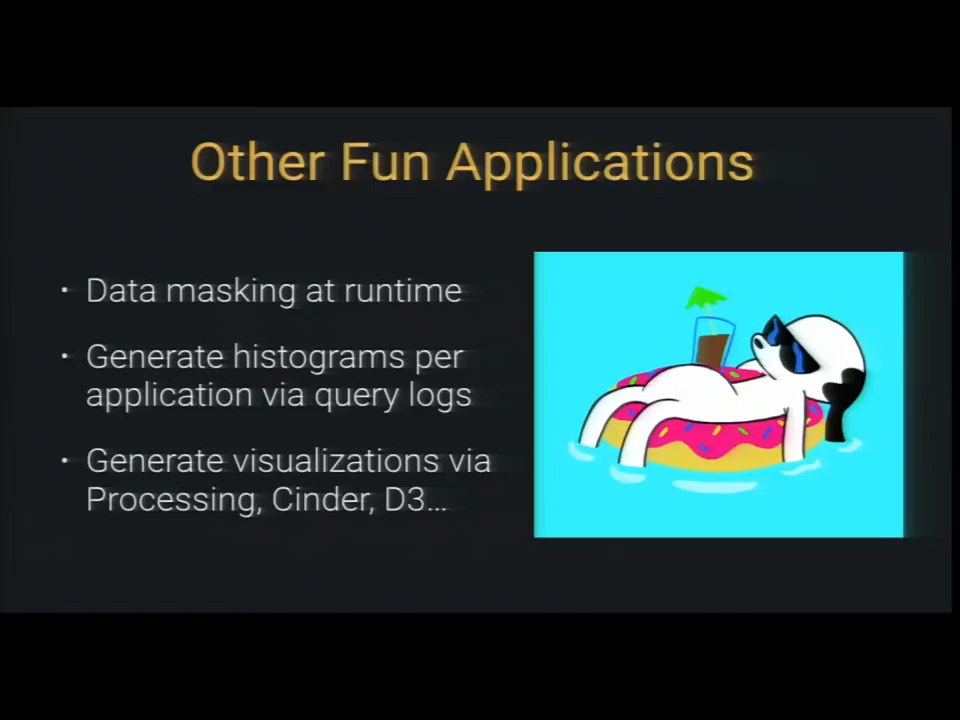 Other Fun Applications
• Data masking at runtime
• Generate histograms per
application via query logs
• Generate visualizations via
Processing, Cinder, D3...